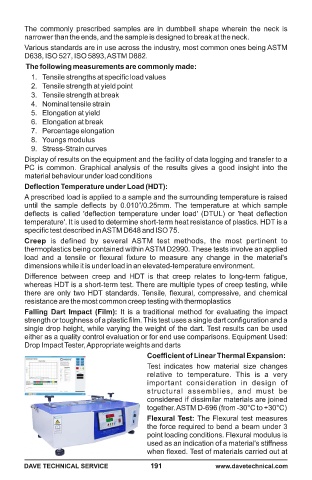 The commonly prescribed samples are in dumbbell shape wherein the neck is
narrower than the ends, and the sample is designed to break at the neck.
Various standards are in use across the industry, most common ones being ASTM
D638, ISO 527, ISO 5893, ASTM D882.
The following measurements are commonly made:
1. Tensile strengths at specific load values
2. Tensile strength at yield point
3. Tensile strength at break
4. Nominal tensile strain
5. Elongation at yield
6. Elongation at break
7. Percentage elongation
8. Youngs modulus
9. Stress-Strain curves
Display of results on the equipment and the facility of data logging and transfer to a
PC is common. Graphical analysis of the results gives a good insight into the
material behaviour under load conditions
Deflection Temperature under Load (HDT):
A prescribed load is applied to a sample and the surrounding temperature is raised
until the sample deflects by 0.010"/0.25mm. The temperature at which sample
deflects is called 'deflection temperature under load' (DTUL) or 'heat deflection
temperature'. It is used to determine short-term heat resistance of plastics. HDT is a
specific test described in ASTM D648 and ISO 75.
Creep is defined by several ASTM methods, the most pertinent to
thermoplastics being contained within ASTM D2990. These tests involve an applied
load and a tensile or flexural fixture to measure any change in the material's
dimensions while it is under load in an elevated-temperature environment.
Difference between creep and HDT is that creep relates to long-term fatigue,
whereas HDT is a short-term test. There are multiple types of creep testing, while
there are only two HDT standards. Tensile, flexural, compressive, and chemical
resistance are the most common creep testing with thermoplastics
Falling Dart Impact (Film): It is a traditional method for evaluating the impact
strength or toughness of a plastic film. This test uses a single dart configuration and a
single drop height, while varying the weight of the dart. Test results can be used
either as a quality control evaluation or for end use comparisons. Equipment Used:
Drop Impact Tester, Appropriate weights and darts
Coefficient of Linear Thermal Expansion:
Test indicates how material size changes
relative to temperature. This is a very
important consideration in design of
structural assemblies, and must be
considered if dissimilar materials are joined
together. ASTM D-696 (from -30°C to +30°C)
Flexural Test: The Flexural test measures
the force required to bend a beam under 3
point loading conditions. Flexural modulus is
used as an indication of a material's stiffness
when flexed. Test of materials carried out at
DAVE TECHNICAL SERVICE 191 www.davetechnical.com